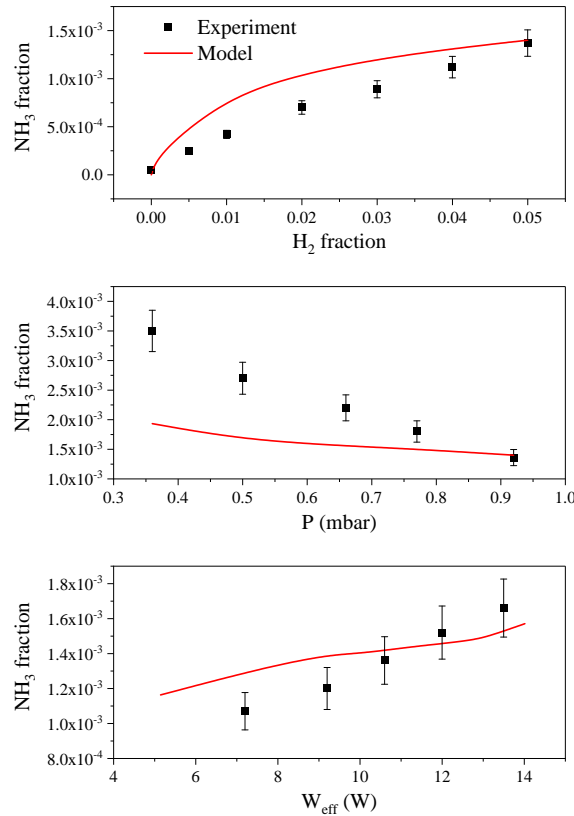 Experiment
Model
1.5x10⁻³
1.0x10⁻³
5.0x10⁻⁴
0.0
NH₃ fraction
0.00 0.01 0.02 0.03 0.04 0.05
H₂ fraction
4.0x10⁻³
3.5x10⁻³
3.0x10⁻³
2.5x10⁻³
2.0x10⁻³
1.5x10⁻³
1.0x10⁻³
NH₃ fraction
0.3 0.4 0.5 0.6 0.7 0.8 0.9 1.0
P (mbar)
1.8x10⁻³
1.6x10⁻³
1.4x10⁻³
1.2x10⁻³
1.0x10⁻³
8.0x10⁻⁴
NH₃ fraction
4 6 8 10 12 14
W_eff (W)